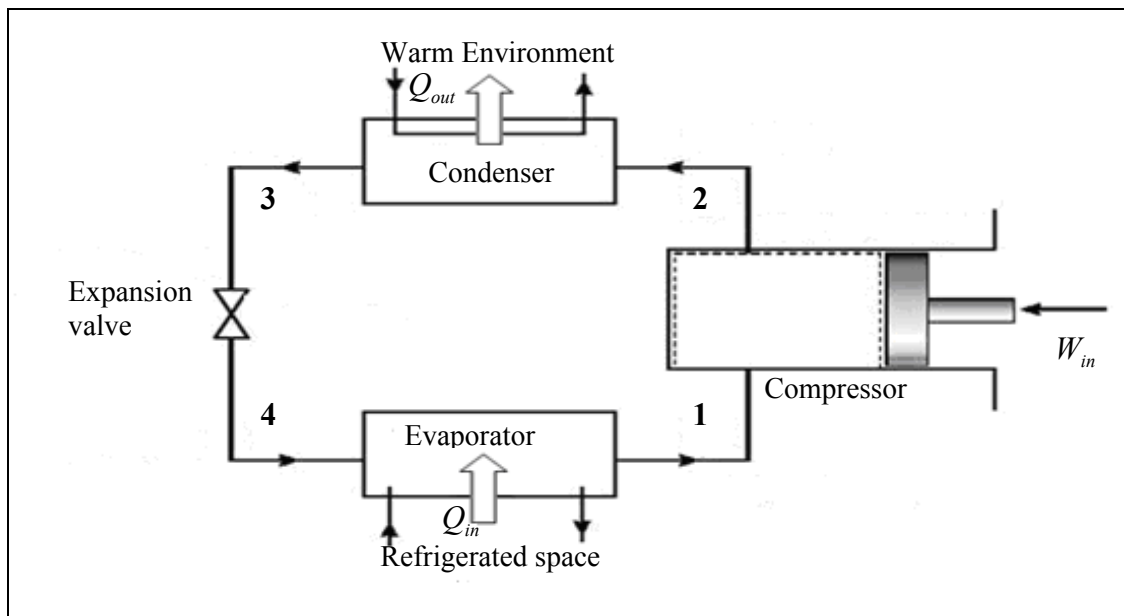 Warm Environment
Q_out
Condenser
3
2
Expansion
valve
W_in
Compressor
4
1
Evaporator
Q_in
Refrigerated space